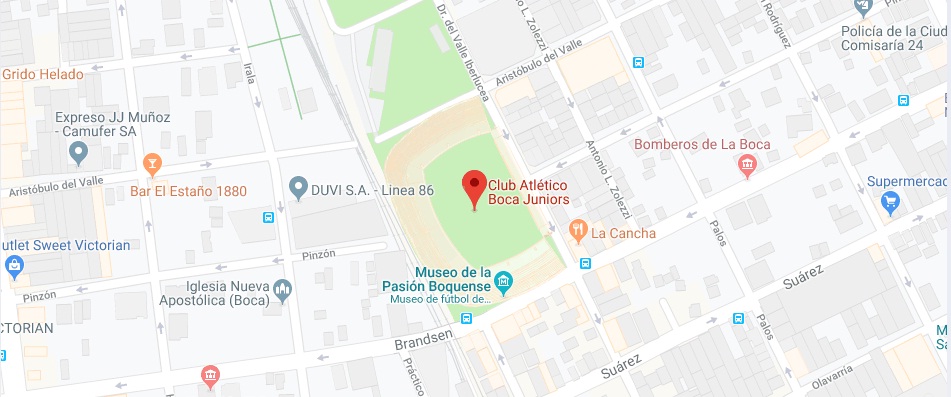 Policía de la Ciud
Comisaría 24
Rodríguez
Dr. del Valle Iberlucea
L. Zolezzi
Aristóbulo del Valle
Irala
Grido Helado
Expreso JJ Muñoz
- Camufer SA
Bomberos de La Boca
Antonio L. Zolezzi
Aristóbulo del Valle
Bar El Estaño 1880
DUVI S.A. - Linea 86
Club Atlético
Boca Juniors
Supermercad
La Cancha
Palos
utlet Sweet Victorian
Pinzón
Pinzón
Museo de la
Pasión Boquense
Museo de fútbol de...
Iglesia Nueva
Apostólica (Boca)
Suárez
CTORIAN
Brandsen
Palos
Suárez
Práctico
Olavarría
M
Sa